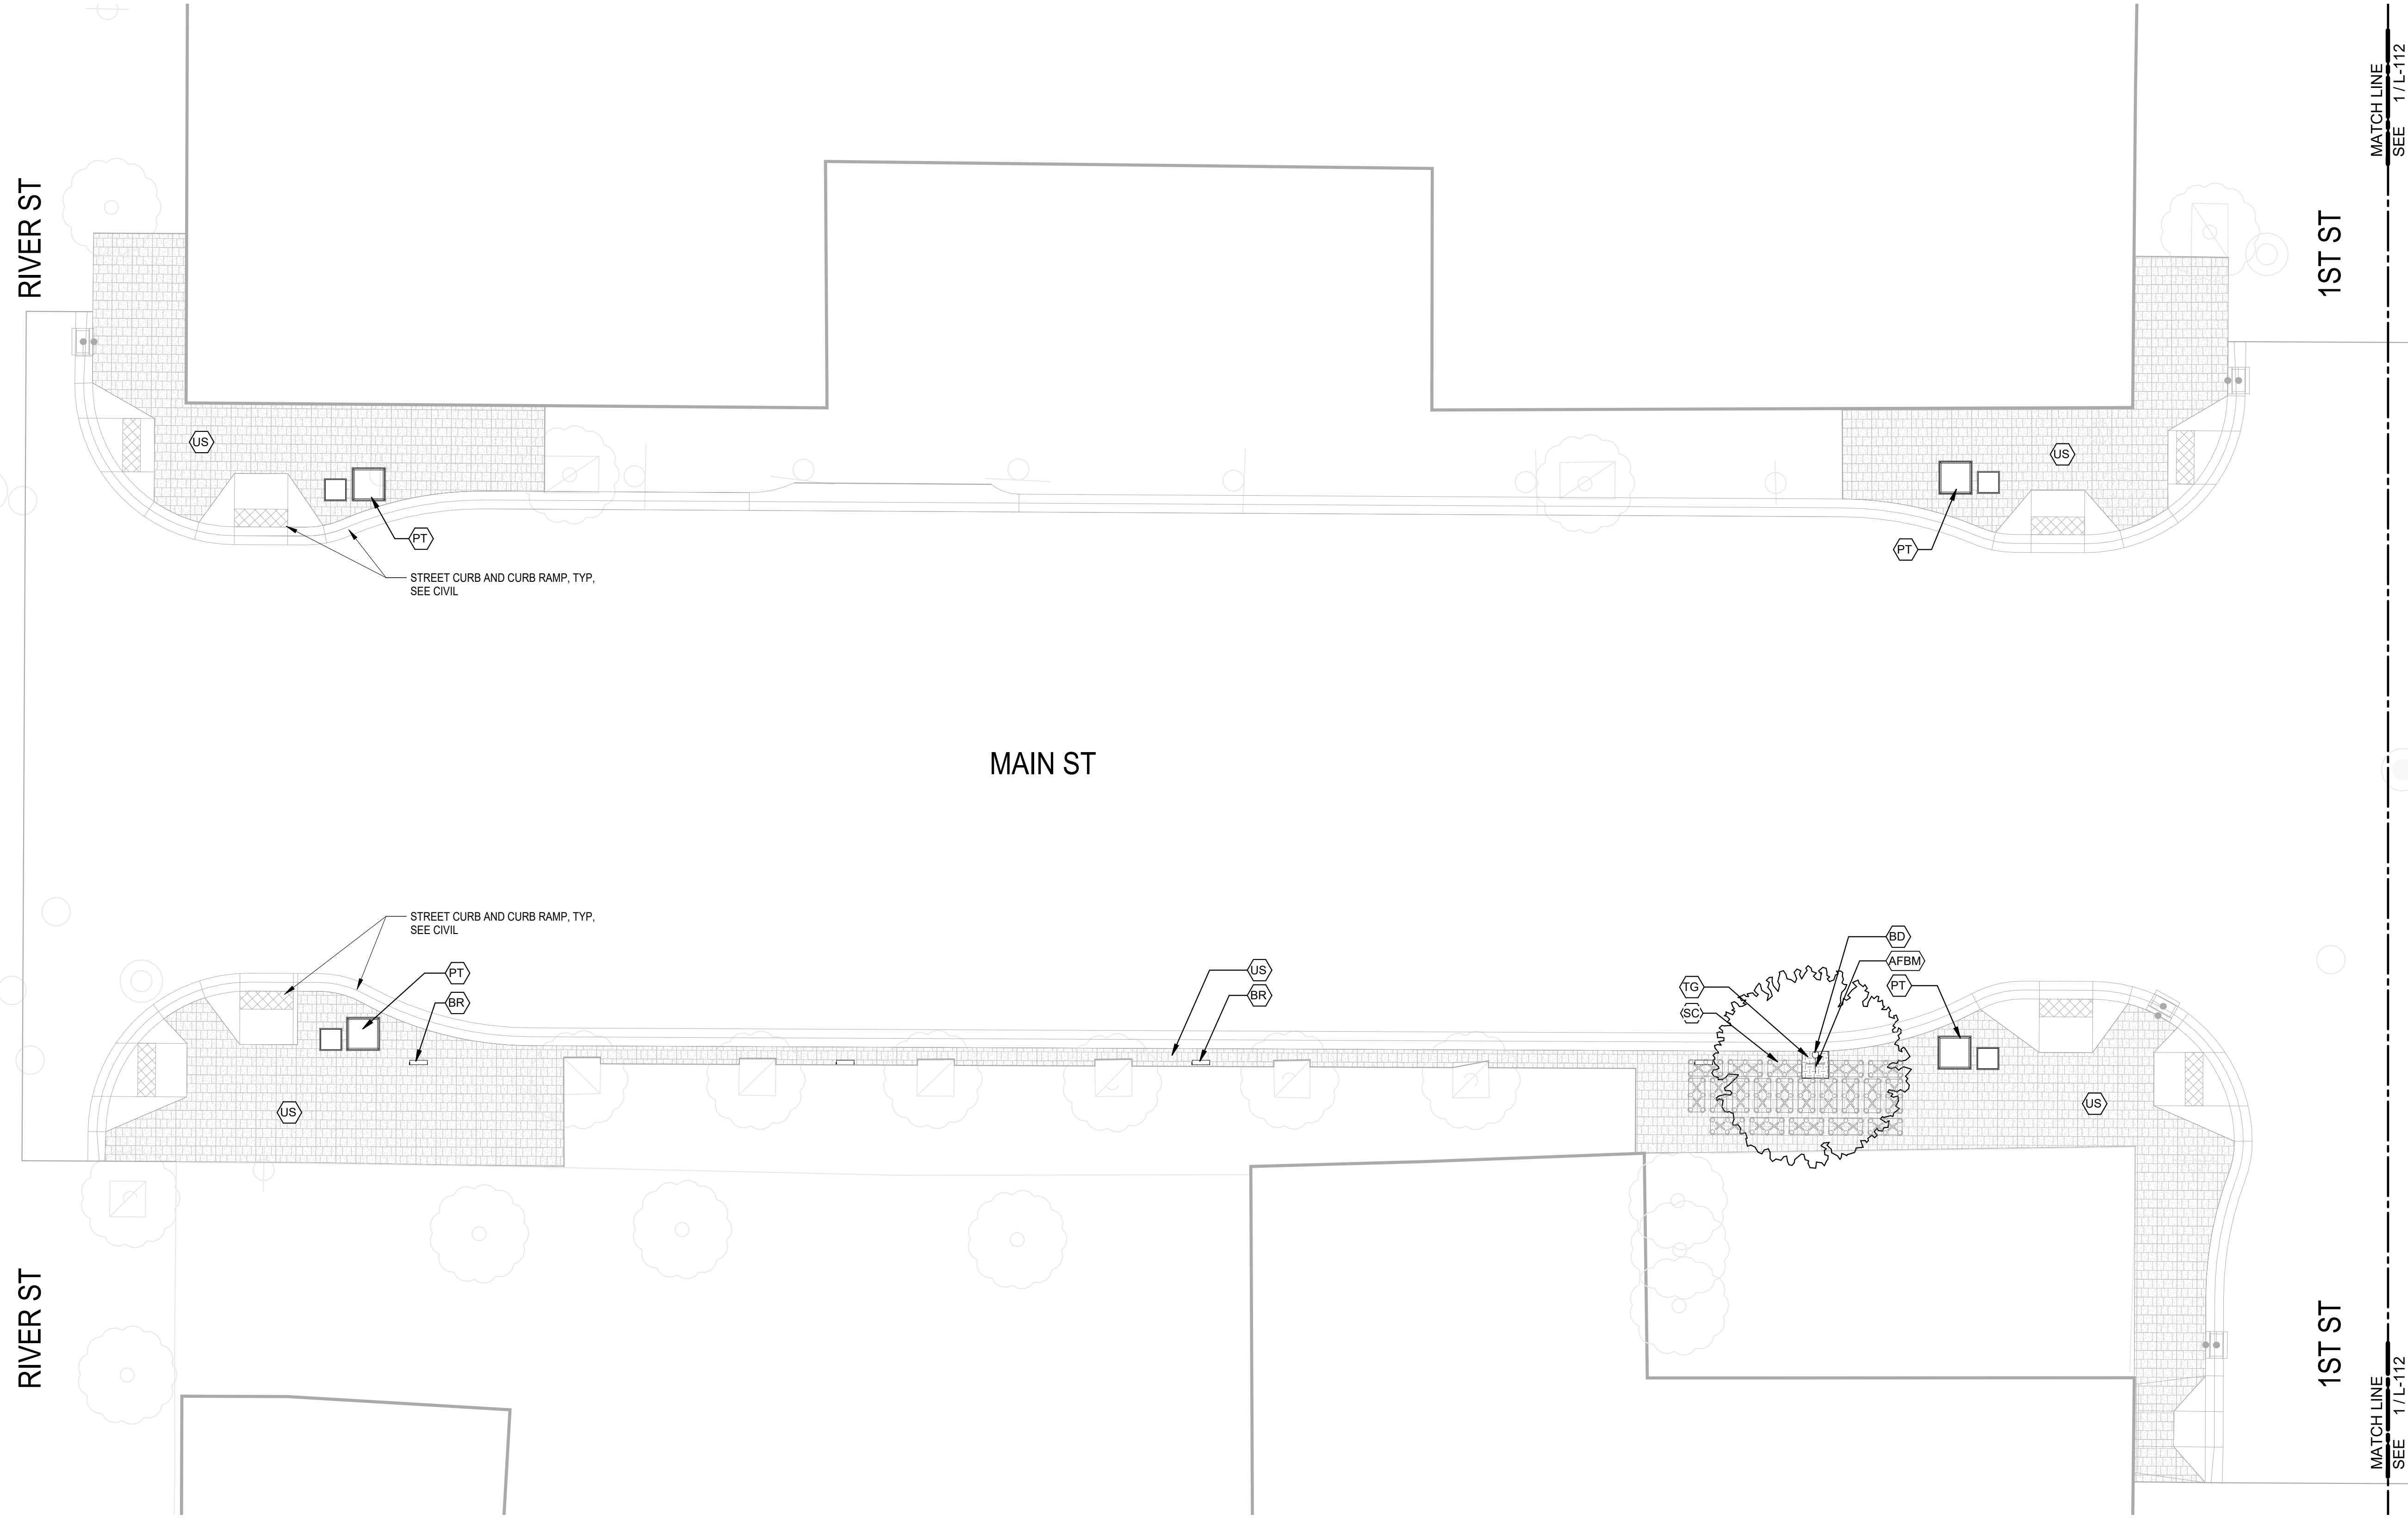 MATCH LINE
SEE 1 / L-112
RIVER ST
1ST ST
US
US
PT
PT
STREET CURB AND CURB RAMP, TYP,
SEE CIVIL
MAIN ST
STREET CURB AND CURB RAMP, TYP,
SEE CIVIL
PT
BR
US
BR
BD
AFBM
TG
PT
SC
US
US
RIVER ST
1ST ST
MATCH LINE
SEE 1 / L-112